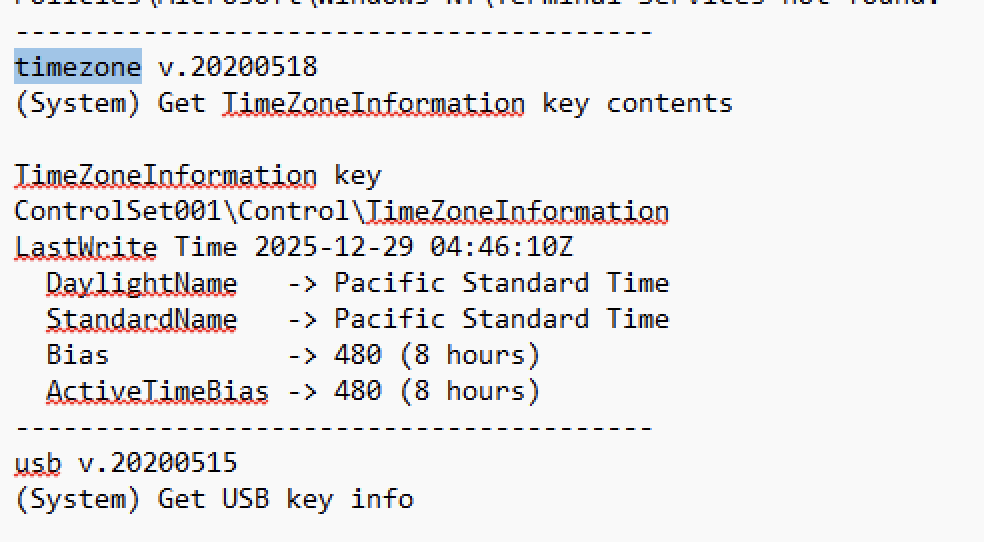 Policies\Microsoft\Windows NT\Terminal Services not found.
----------------------------------------
timezone v.20200518
(System) Get TimeZoneInformation key contents
TimeZoneInformation key
ControlSet001\Control\TimeZoneInformation
LastWrite Time 2025-12-29 04:46:10Z
  DaylightName   -> Pacific Standard Time
  StandardName   -> Pacific Standard Time
  Bias           -> 480 (8 hours)
  ActiveTimeBias -> 480 (8 hours)
----------------------------------------
usb v.20200515
(System) Get USB key info